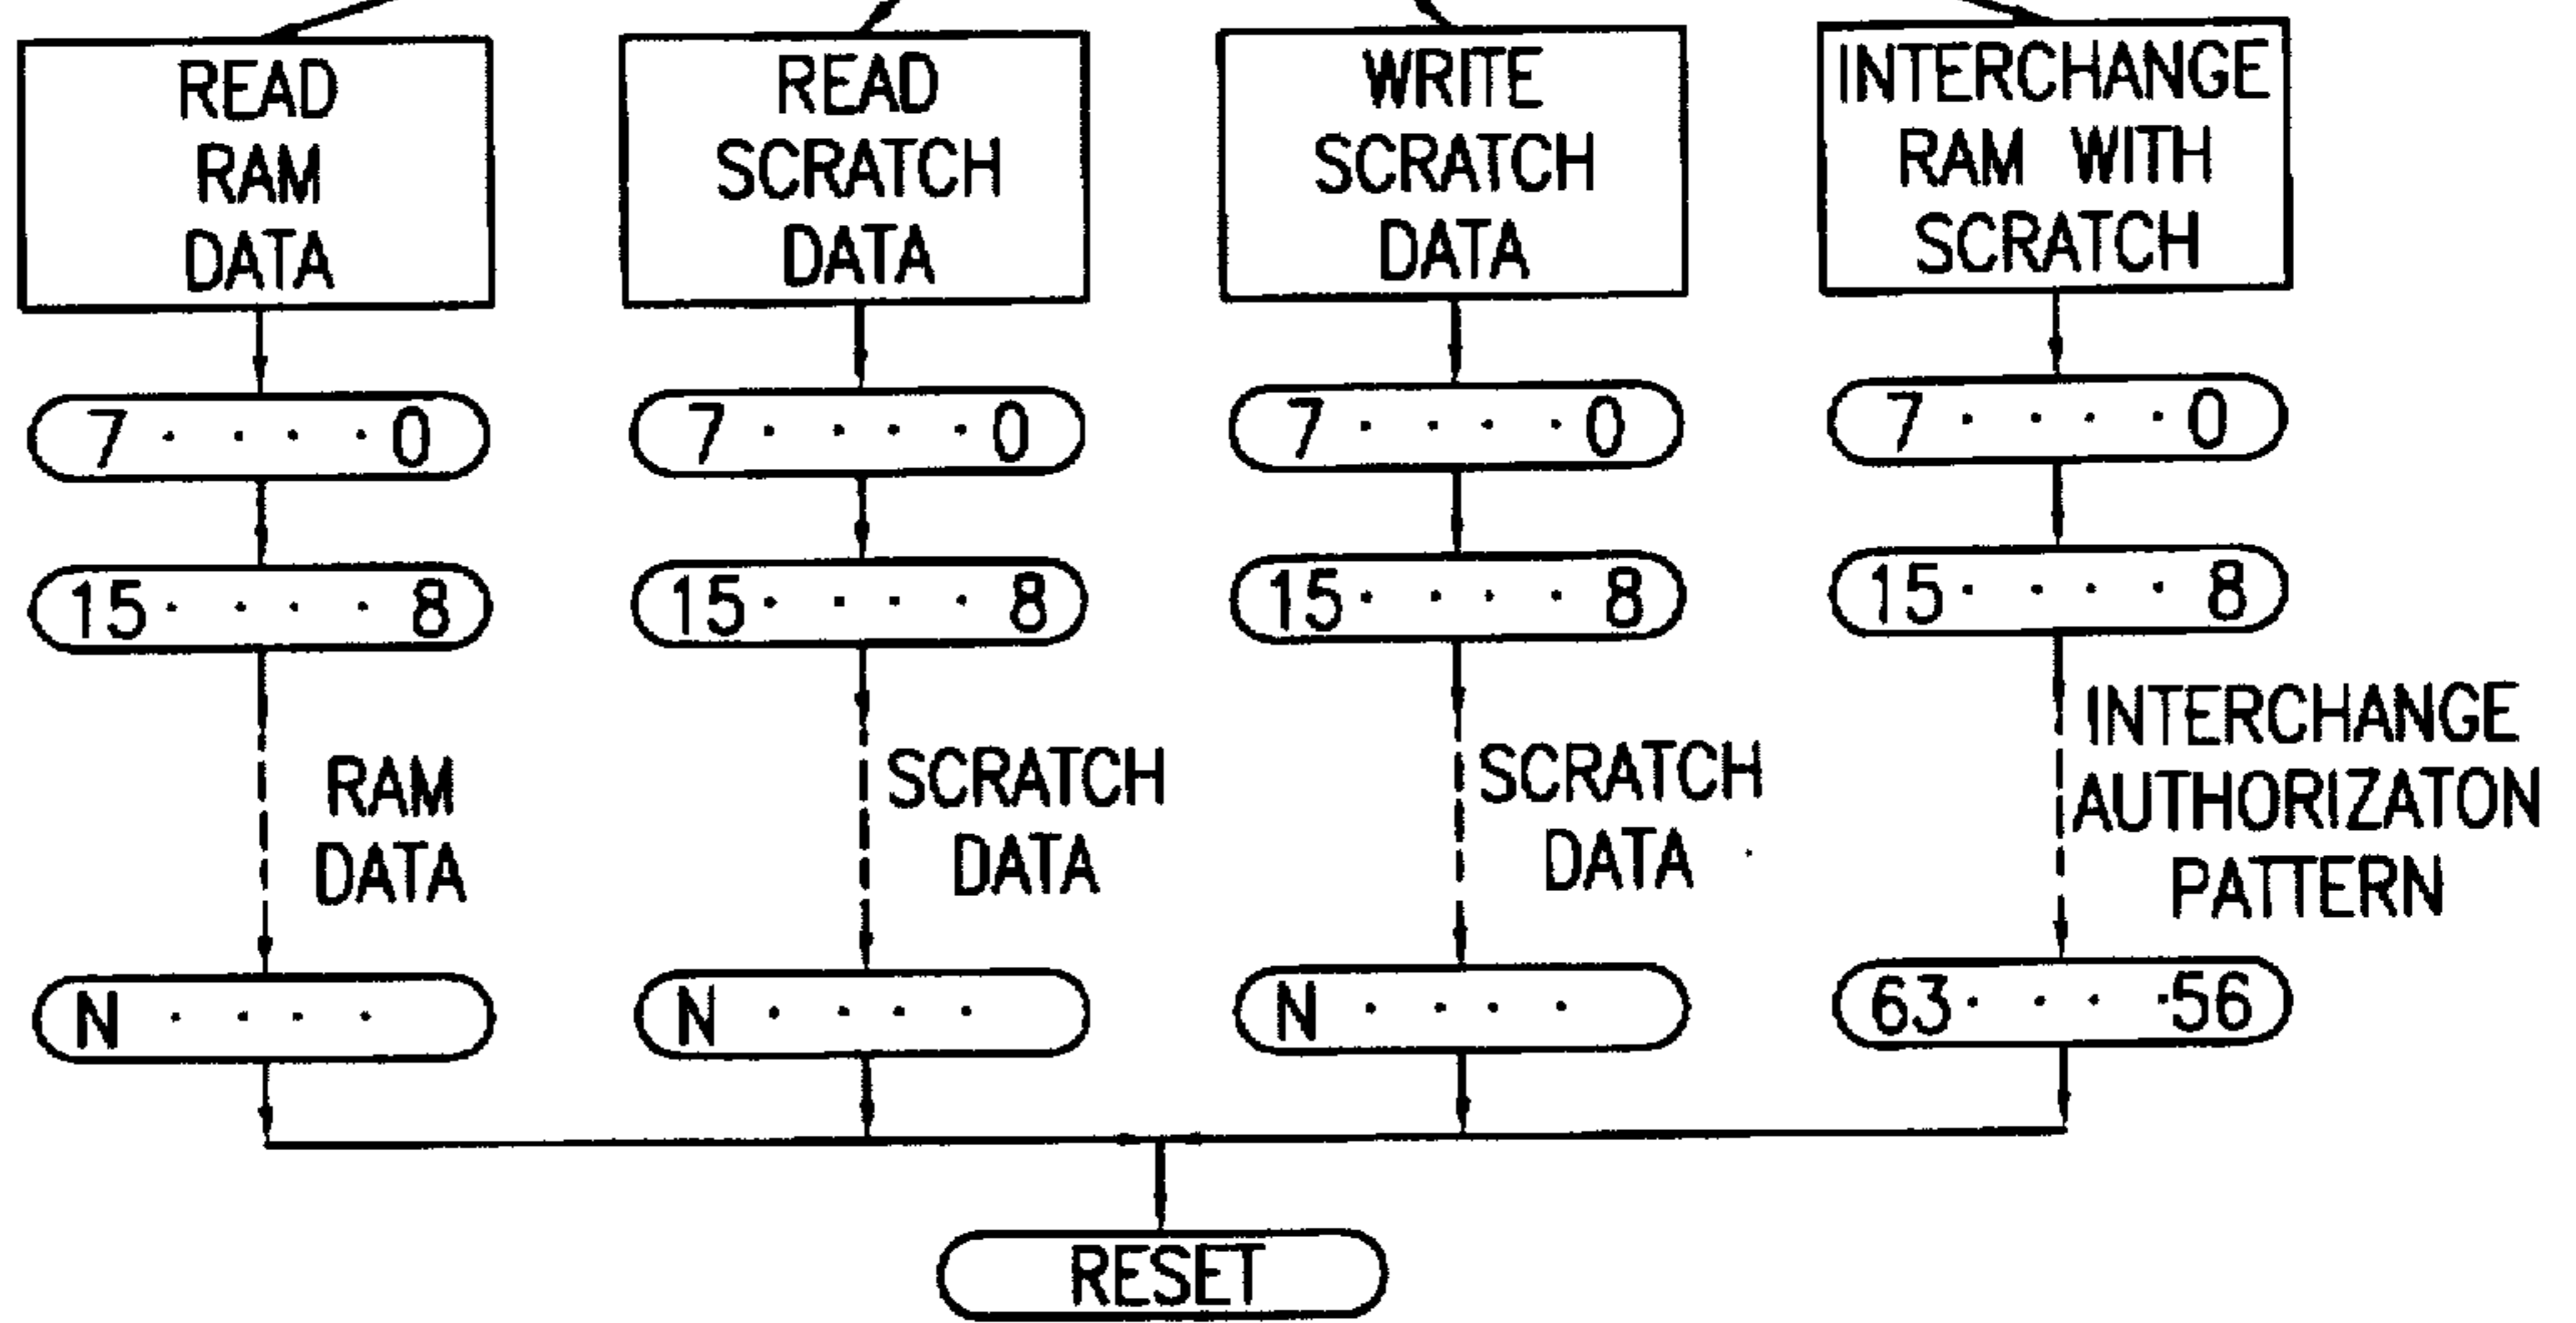 READ
RAM
DATA
READ
SCRATCH
DATA
WRITE
SCRATCH
DATA
INTERCHANGE
RAM WITH
SCRATCH
7 · · · · 0
7 · · · · 0
7 · · · · 0
7 · · · · 0
15 · · · · 8
15 · · · · 8
15 · · · · 8
15 · · · · 8
RAM
DATA
SCRATCH
DATA
SCRATCH
DATA
INTERCHANGE
AUTHORIZATON
PATTERN
N · · · ·
N · · · ·
N · · · ·
63 · · · · 56
RESET